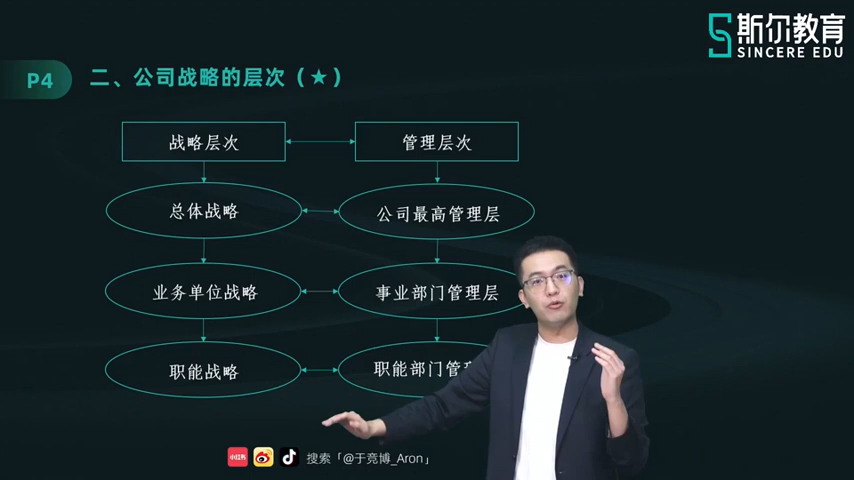 斯尔教育
SINCERE EDU
P4
二、公司战略的层次（★）
战略层次
管理层次
总体战略
公司最高管理层
业务单位战略
事业部门管理层
职能战略
职能部门管
小红书
搜索「@于竞博_Aron」